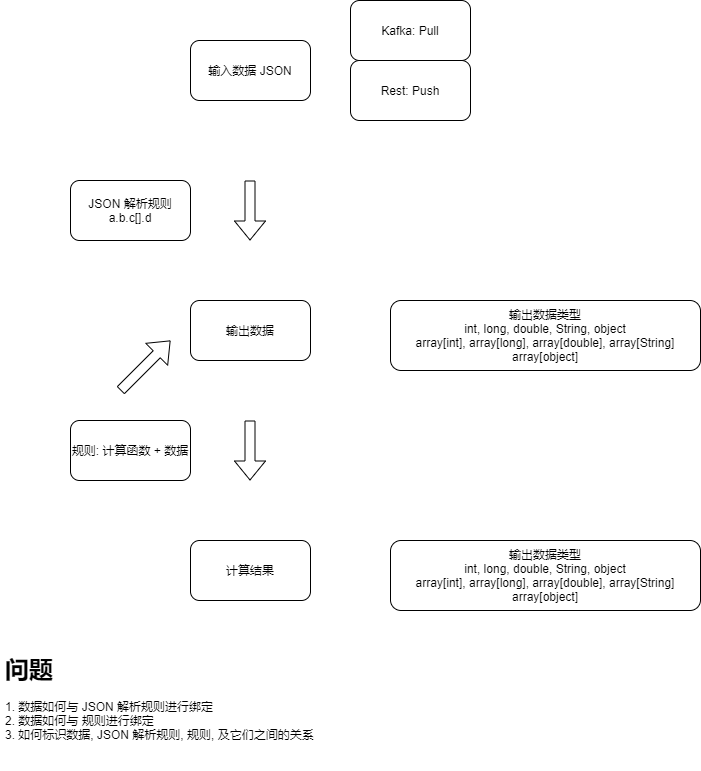 Kafka: Pull
输入数据 JSON
Rest: Push
JSON 解析规则
a.b.c[].d
输出数据
输出数据类型
int, long, double, String, object
array[int], array[long], array[double], array[String]
array[object]
规则: 计算函数 + 数据
计算结果
输出数据类型
int, long, double, String, object
array[int], array[long], array[double], array[String]
array[object]
问题
1. 数据如何与 JSON 解析规则进行绑定
2. 数据如何与 规则进行绑定
3. 如何标识数据, JSON 解析规则, 规则, 及它们之间的关系